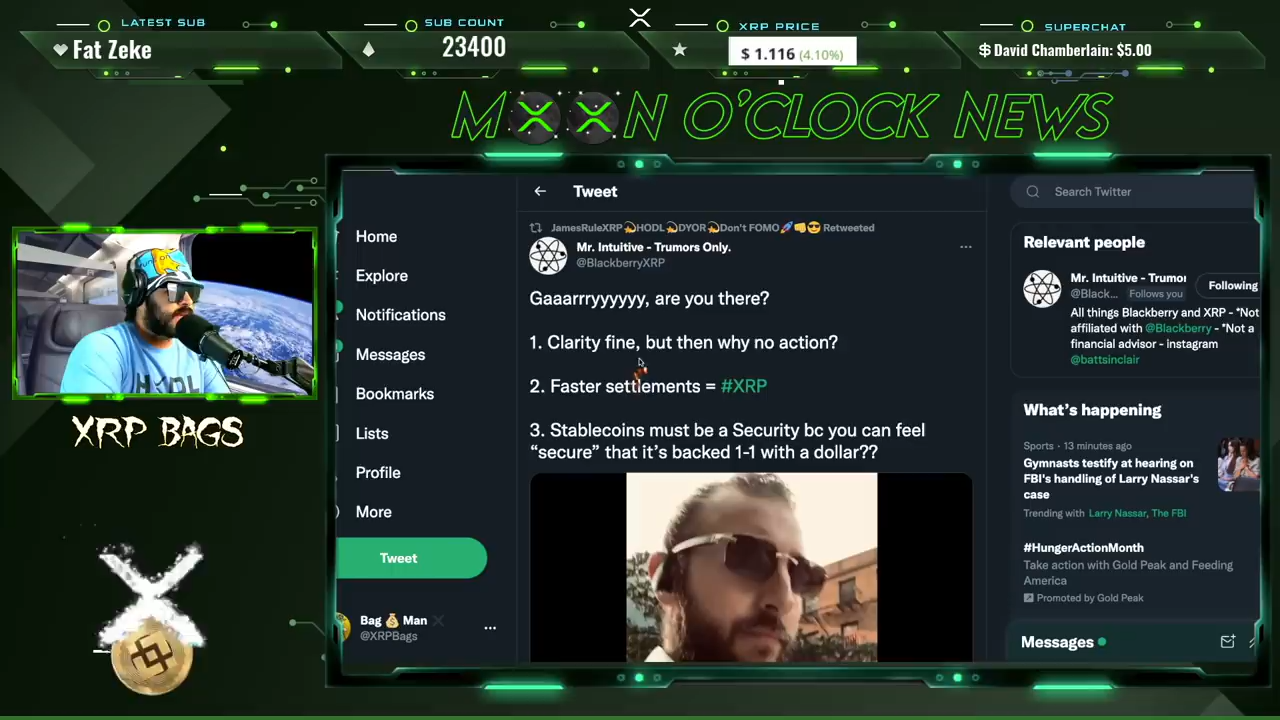 LATEST SUB
Fat Zeke
SUB COUNT
23400
XRP PRICE
$ 1.116 (4.10%)
SUPERCHAT
David Chamberlain: $5.00
MOON O'CLOCK NEWS
XRP BAGS
Home
Explore
Notifications
Messages
Bookmarks
Lists
Profile
More
Tweet
Bag 💰 Man
@XRPBags
Tweet
JamesRuleXRP💫HODL💫DYOR💫Don't FOMO🚀👊😎 Retweeted
Mr. Intuitive - Trumors Only.
@BlackberryXRP
Gaaarrryyyyyy, are you there?
1. Clarity fine, but then why no action?
2. Faster settlements = #XRP
3. Stablecoins must be a Security bc you can feel
“secure” that it's backed 1-1 with a dollar??
Search Twitter
Relevant people
Mr. Intuitive - Trumor
@Black... Follows you
Following
All things Blackberry and XRP - "Not
affiliated with @Blackberry - "Not a
financial advisor - instagram
@battsinclair
What's happening
Sports · 13 minutes ago
Gymnasts testify at hearing on
FBI's handling of Larry Nassar's
case
Trending with Larry Nassar, The FBI
#HungerActionMonth
Take action with Gold Peak and Feeding
America
Promoted by Gold Peak
Messages